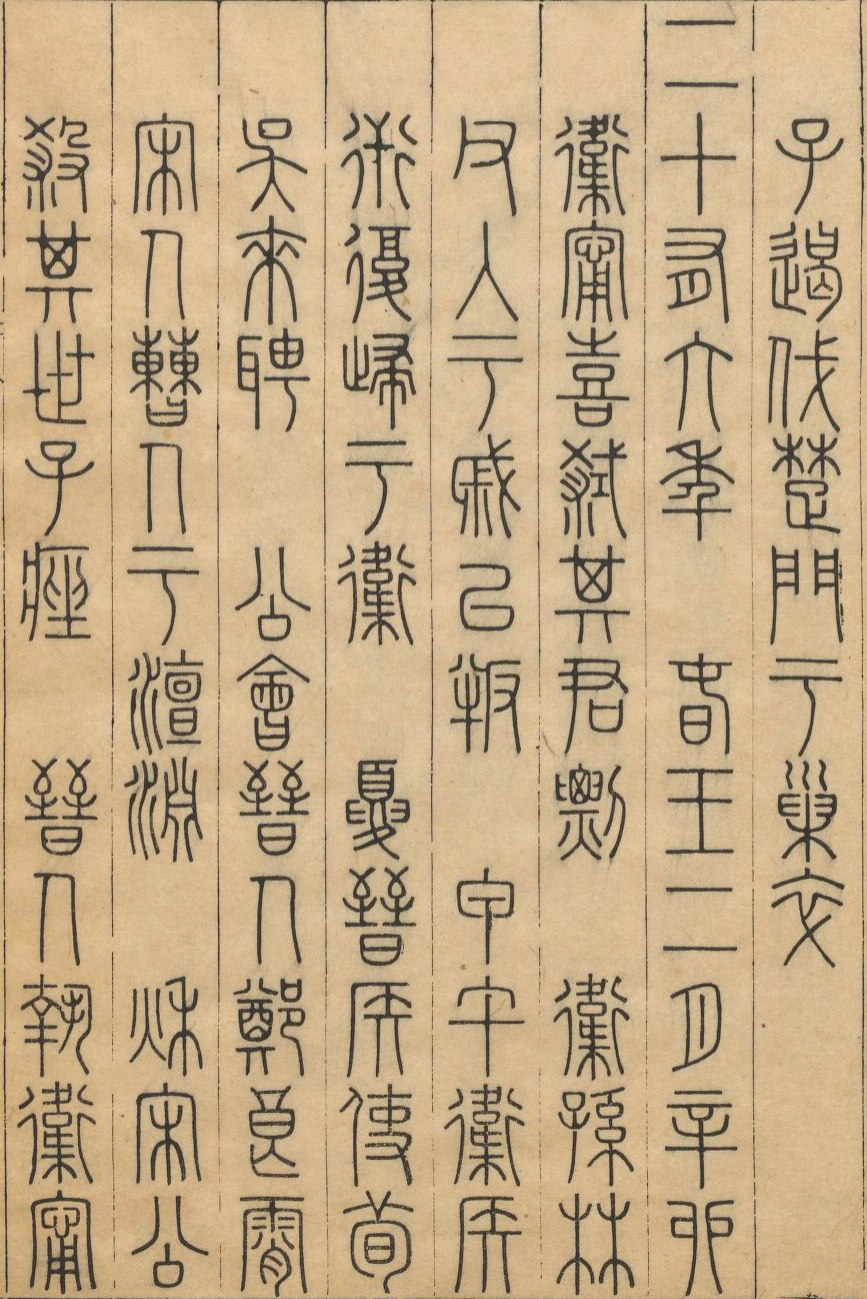 子遏伐楚門于巢卒
二十有六年　春王二月辛卯
衛甯喜弒其君剽　衛孫林
父入于戚以叛　甲午衛侯
衎復歸于衛　夏晉侯使荀
吳來聘　公會晉人鄭良霄
宋人曹人于澶淵　秋宋公
殺其世子痤　晉人執衛甯